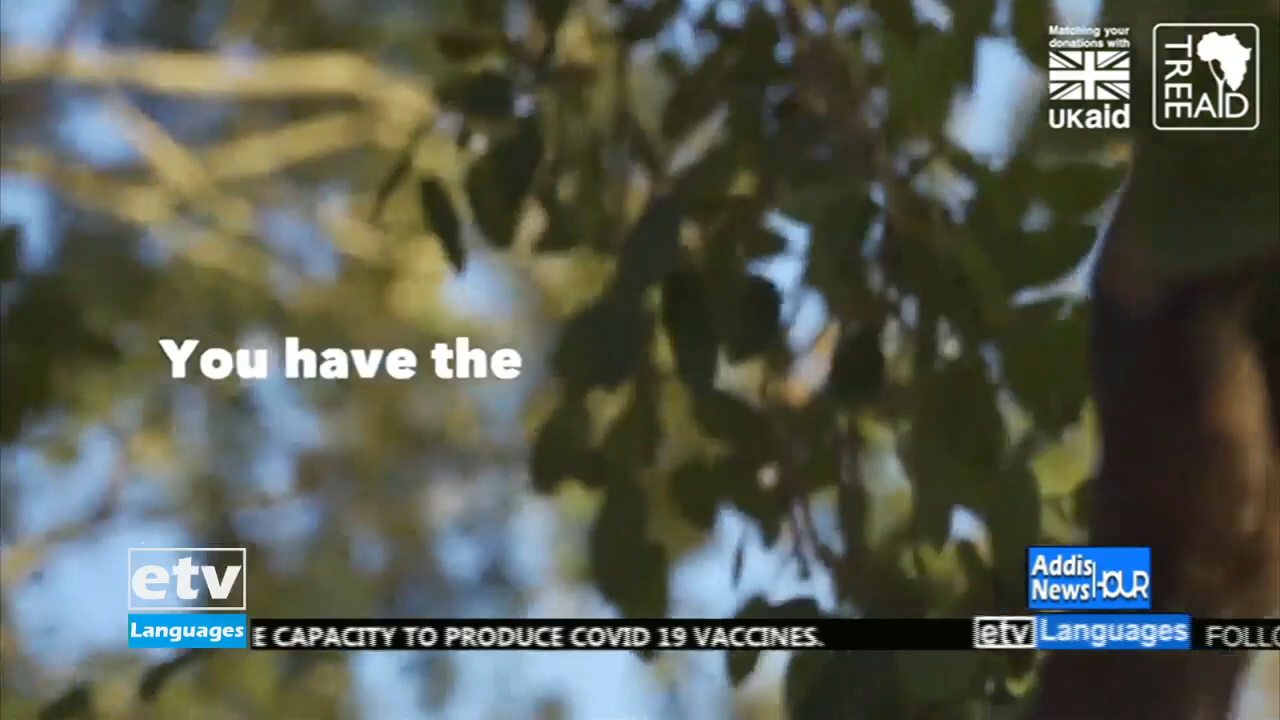 Matching your
donations with
UKaid
TREE
AID
You have the
etv
Languages
Addis
News HOUR
E CAPACITY TO PRODUCE COVID 19 VACCINES.
etv Languages
FOLLO